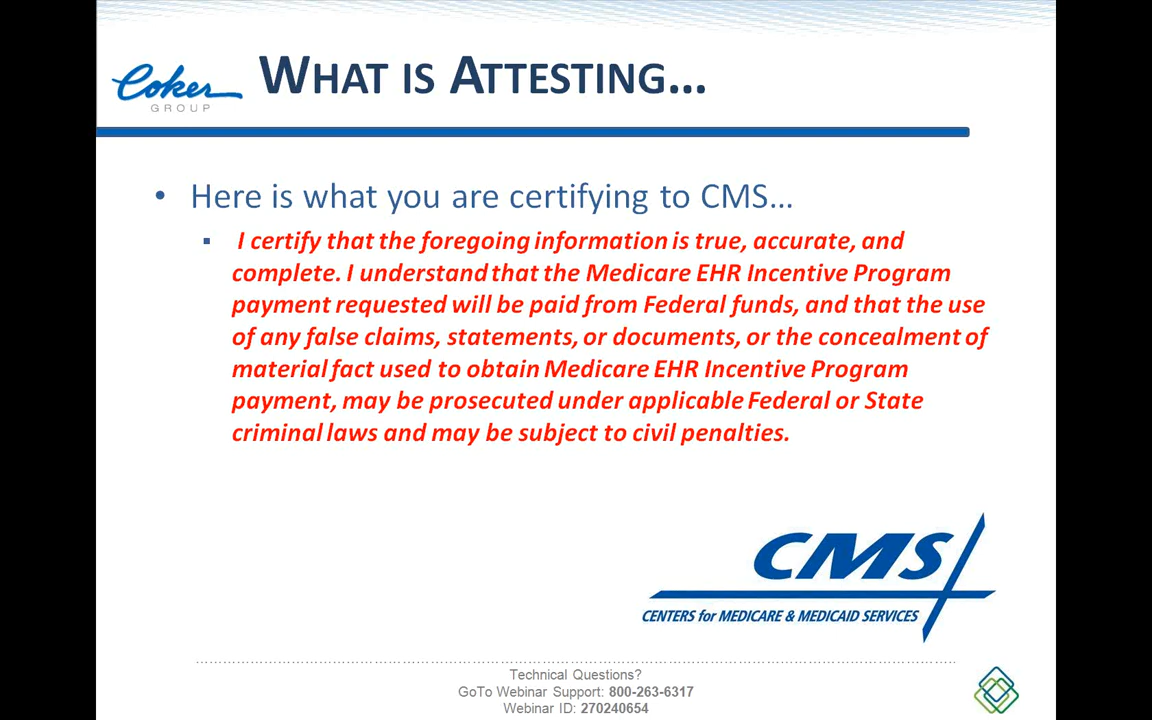 Coker
GROUP
WHAT IS ATTESTING...
• Here is what you are certifying to CMS...
▪ I certify that the foregoing information is true, accurate, and
complete. I understand that the Medicare EHR Incentive Program
payment requested will be paid from Federal funds, and that the use
of any false claims, statements, or documents, or the concealment of
material fact used to obtain Medicare EHR Incentive Program
payment, may be prosecuted under applicable Federal or State
criminal laws and may be subject to civil penalties.
CMS
CENTERS for MEDICARE & MEDICAID SERVICES
Technical Questions?
GoTo Webinar Support: 800-263-6317
Webinar ID: 270240654